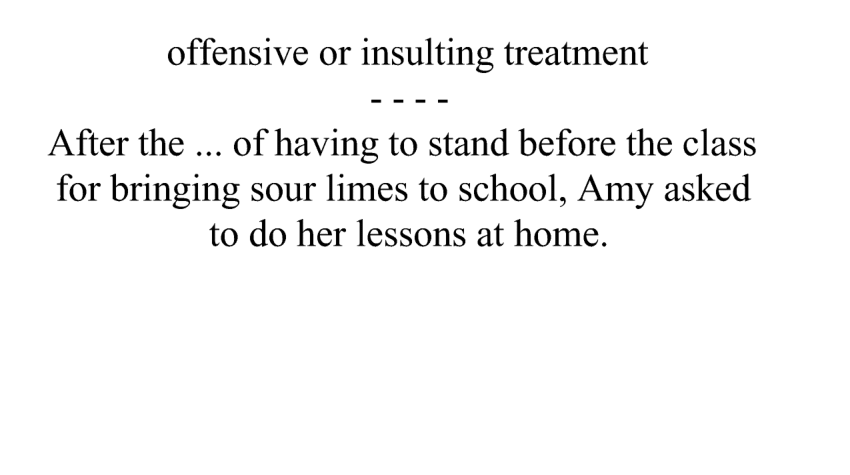 offensive or insulting treatment
- - - -
After the ... of having to stand before the class
for bringing sour limes to school, Amy asked
to do her lessons at home.